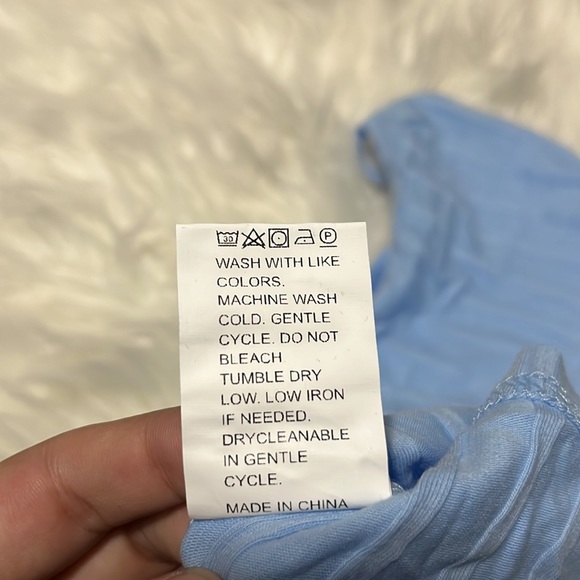 30 P
WASH WITH LIKE
COLORS.
MACHINE WASH
COLD. GENTLE
CYCLE. DO NOT
BLEACH
TUMBLE DRY
LOW. LOW IRON
IF NEEDED.
DRYCLEANABLE
IN GENTLE
CYCLE.
MADE IN CHINA